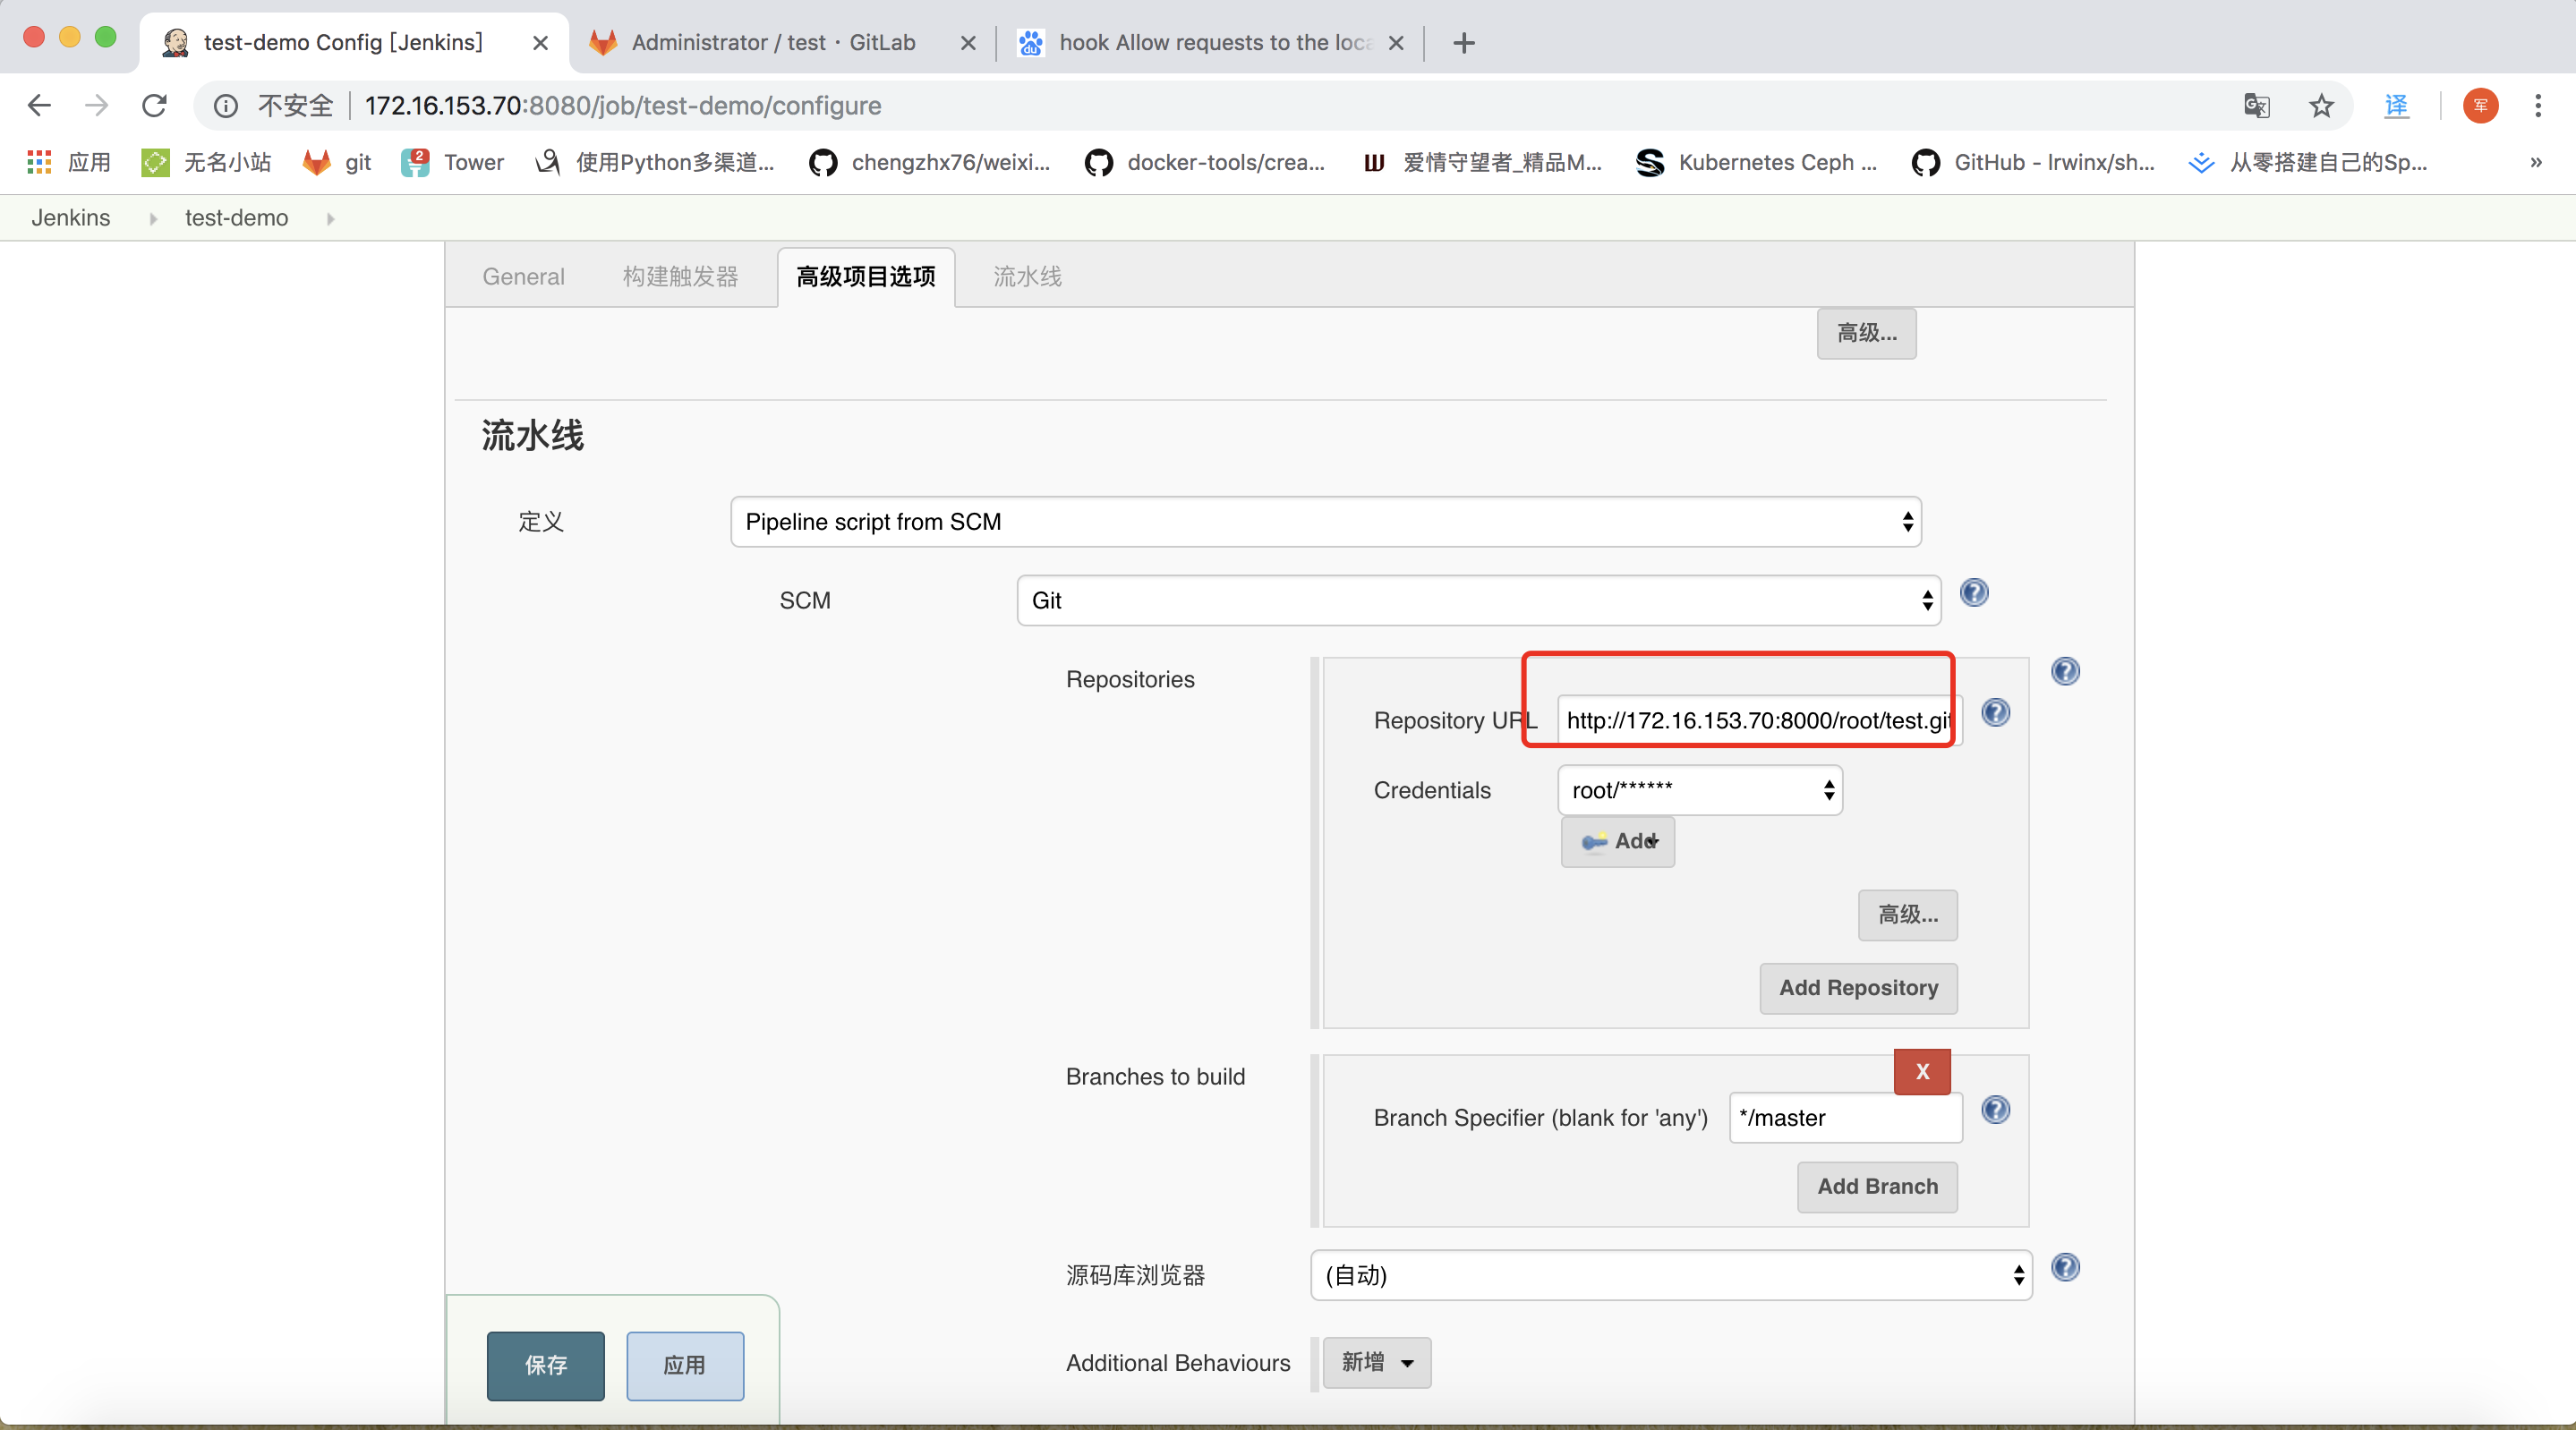 test-demo Config [Jenkins]
Administrator / test · GitLab
hook Allow requests to the loca
不安全
172.16.153.70:8080/job/test-demo/configure
译
军
应用
无名小站
git
2
Tower
使用Python多渠道...
chengzhx76/weixi...
docker-tools/crea...
爱情守望者_精品M...
Kubernetes Ceph ...
GitHub - lrwinx/sh...
从零搭建自己的Sp...
»
Jenkins
test-demo
General
构建触发器
高级项目选项
流水线
高级...
流水线
定义
Pipeline script from SCM
SCM
Git
Repositories
Repository URL
http://172.16.153.70:8000/root/test.git
Credentials
root/******
Add
高级...
Add Repository
Branches to build
X
Branch Specifier (blank for 'any')
*/master
Add Branch
源码库浏览器
(自动)
Additional Behaviours
新增
保存
应用